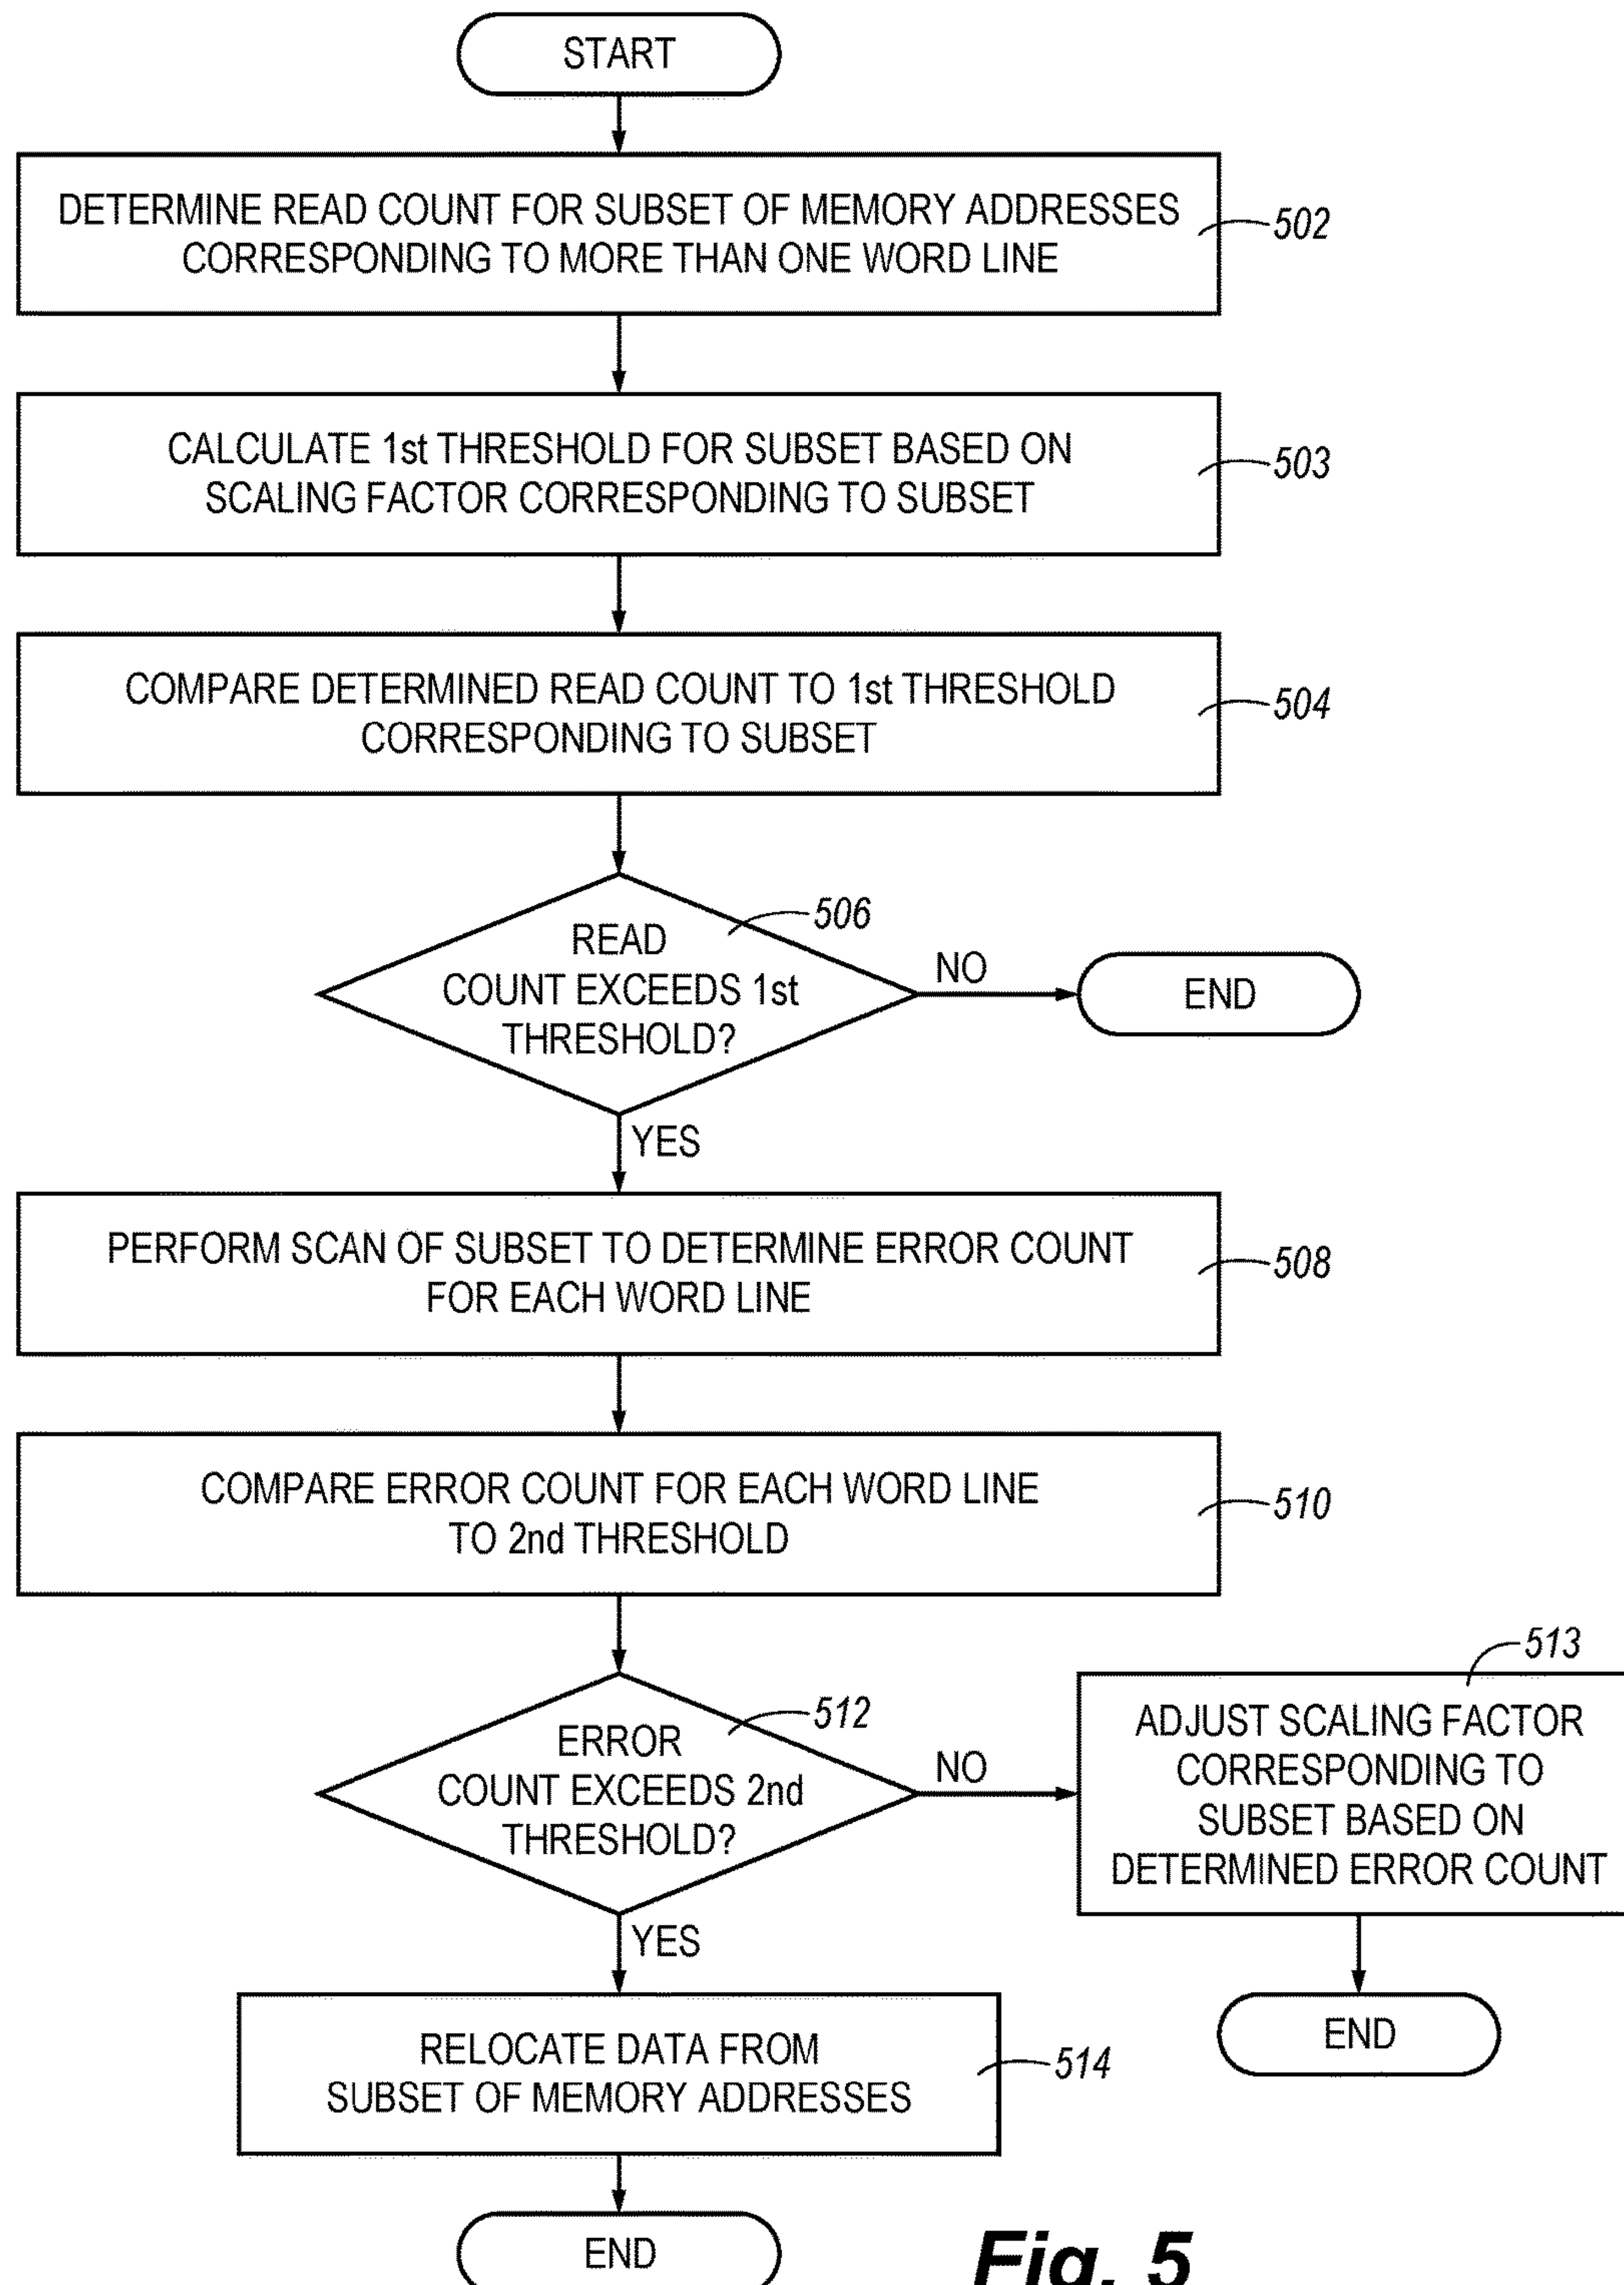 START
DETERMINE READ COUNT FOR SUBSET OF MEMORY ADDRESSES
CORRESPONDING TO MORE THAN ONE WORD LINE
502
CALCULATE 1st THRESHOLD FOR SUBSET BASED ON
SCALING FACTOR CORRESPONDING TO SUBSET
503
COMPARE DETERMINED READ COUNT TO 1st THRESHOLD
CORRESPONDING TO SUBSET
504
506
READ
COUNT EXCEEDS 1st
THRESHOLD?
NO
END
YES
PERFORM SCAN OF SUBSET TO DETERMINE ERROR COUNT
FOR EACH WORD LINE
508
COMPARE ERROR COUNT FOR EACH WORD LINE
TO 2nd THRESHOLD
510
512
ERROR
COUNT EXCEEDS 2nd
THRESHOLD?
NO
513
ADJUST SCALING FACTOR
CORRESPONDING TO
SUBSET BASED ON
DETERMINED ERROR COUNT
END
YES
RELOCATE DATA FROM
SUBSET OF MEMORY ADDRESSES
514
END
Fig. 5